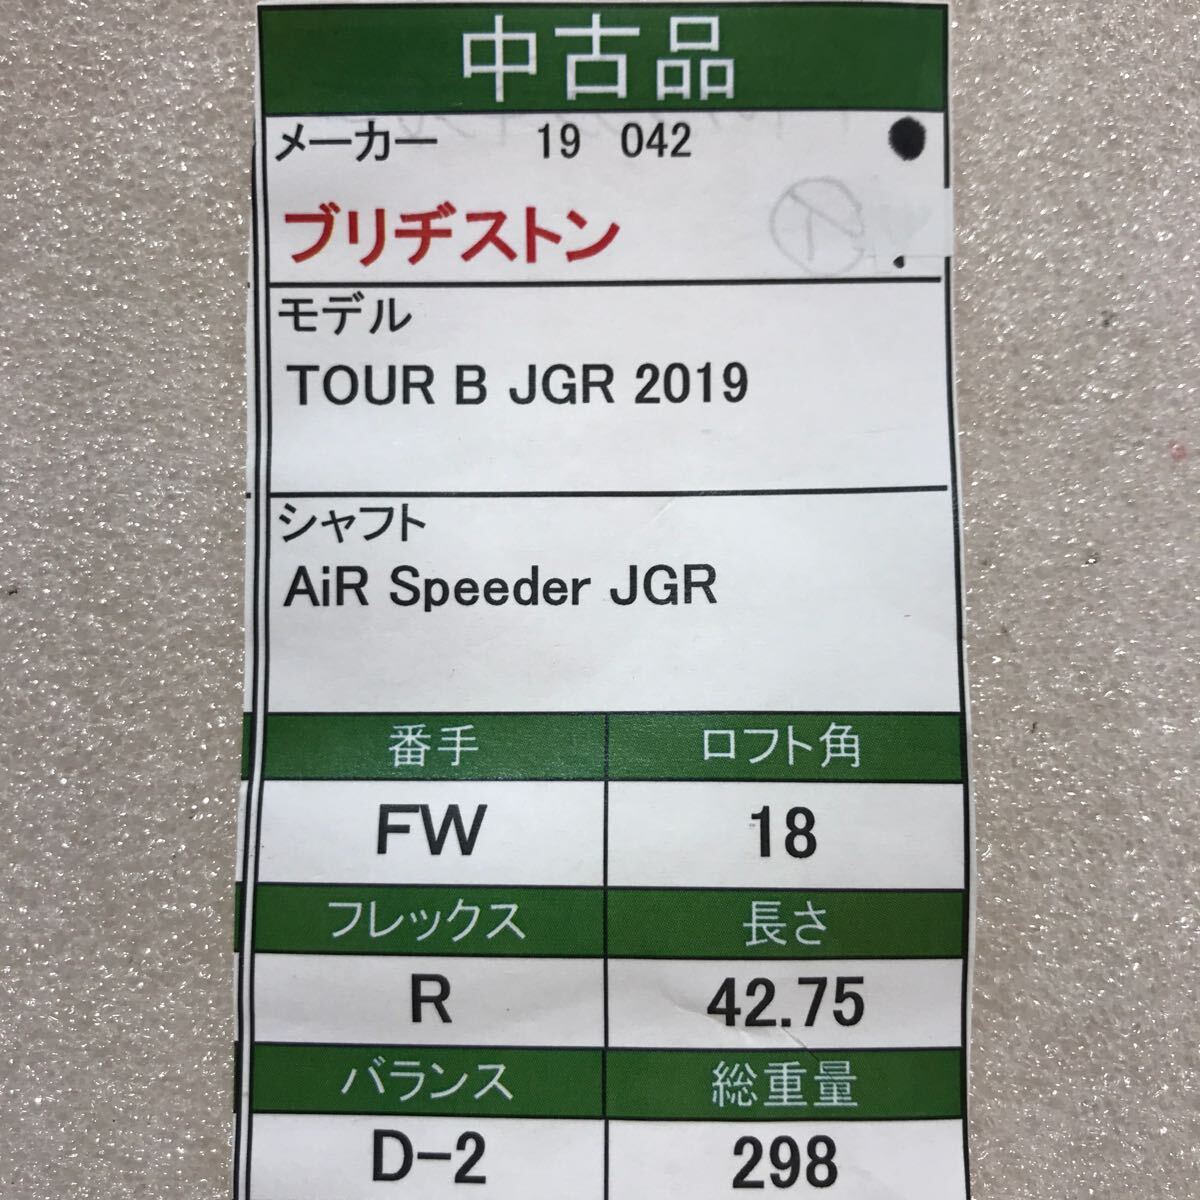 中古品
メーカー 19 042
ブリヂストン
モデル
TOUR B JGR 2019
シャフト
AiR Speeder JGR
番手 ロフト角
FW 18
フレックス 長さ
R 42.75
バランス 総重量
D-2 298